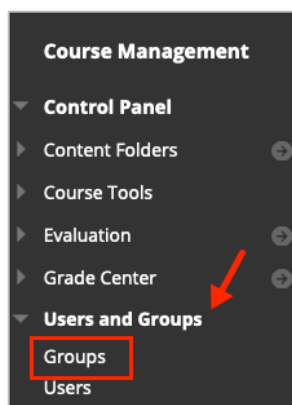 Course Management
Control Panel
Content Folders
Course Tools
Evaluation
Grade Center
Users and Groups
Groups
Users